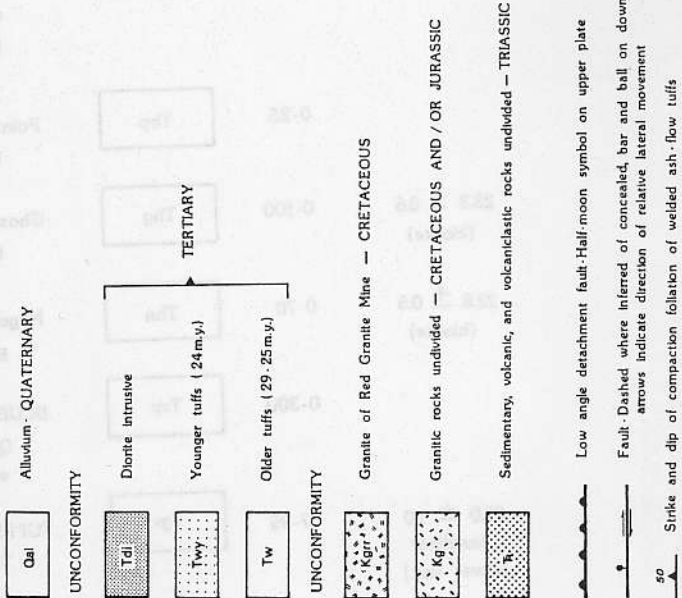 Qal Alluvium · QUATERNARY
UNCONFORMITY
Tdi Diorite Intrusive
Twy Younger tuffs ( 24 m.y.)
TERTIARY
Tw Older tuffs (29 · 25 m.y.)
UNCONFORMITY
Kgrr Granite of Red Granite Mine — CRETACEOUS
Kg Granitic rocks undivided — CRETACEOUS AND / OR JURASSIC
Sedimentary, volcanic, and volcaniclastic rocks undivided — TRIASSIC
Low angle detachment fault · Half-moon symbol on upper plate
Fault · Dashed where Inferred of concealed, bar and ball on down
arrows indicate direction of relative lateral movement
50 Strike and dip of compaction foliation of welded ash · flow tuffs